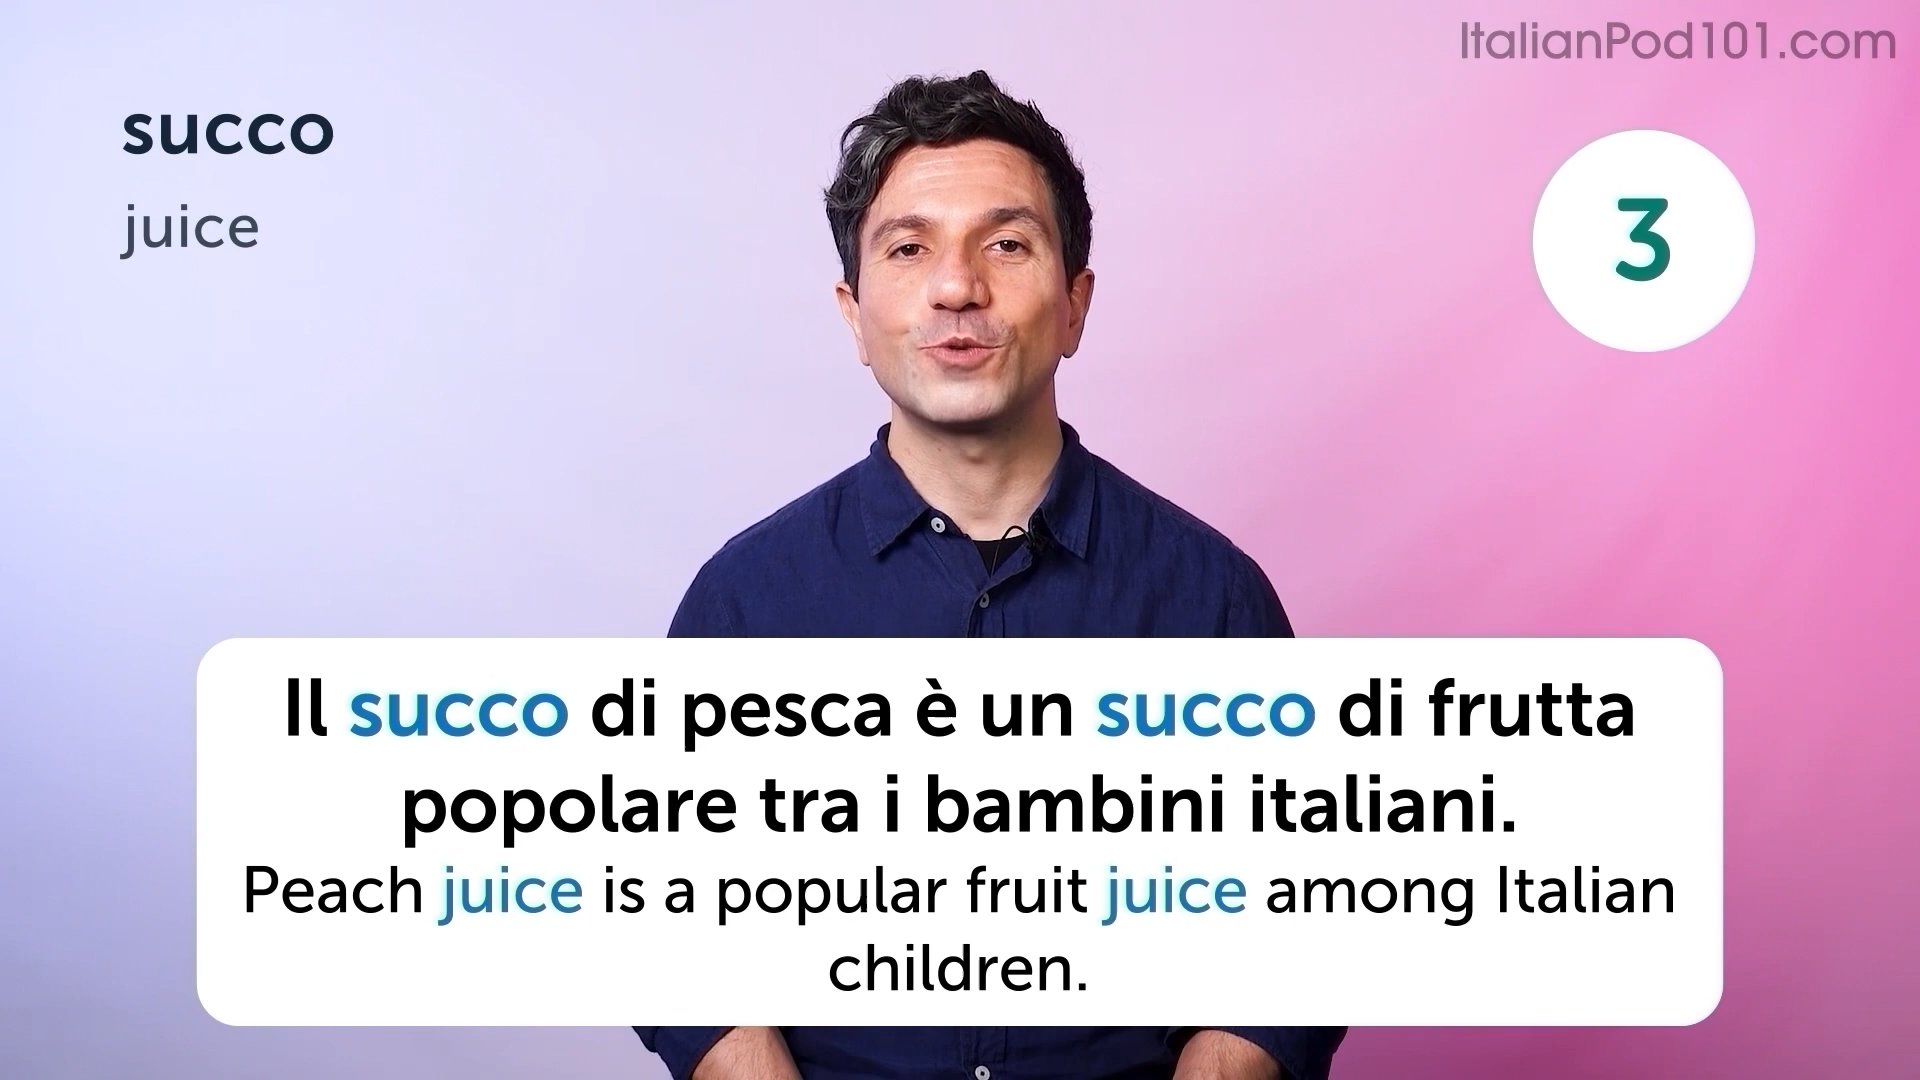 ItalianPod101.com
succo
juice
3
Il succo di pesca è un succo di frutta
popolare tra i bambini italiani.
Peach juice is a popular fruit juice among Italian
children.